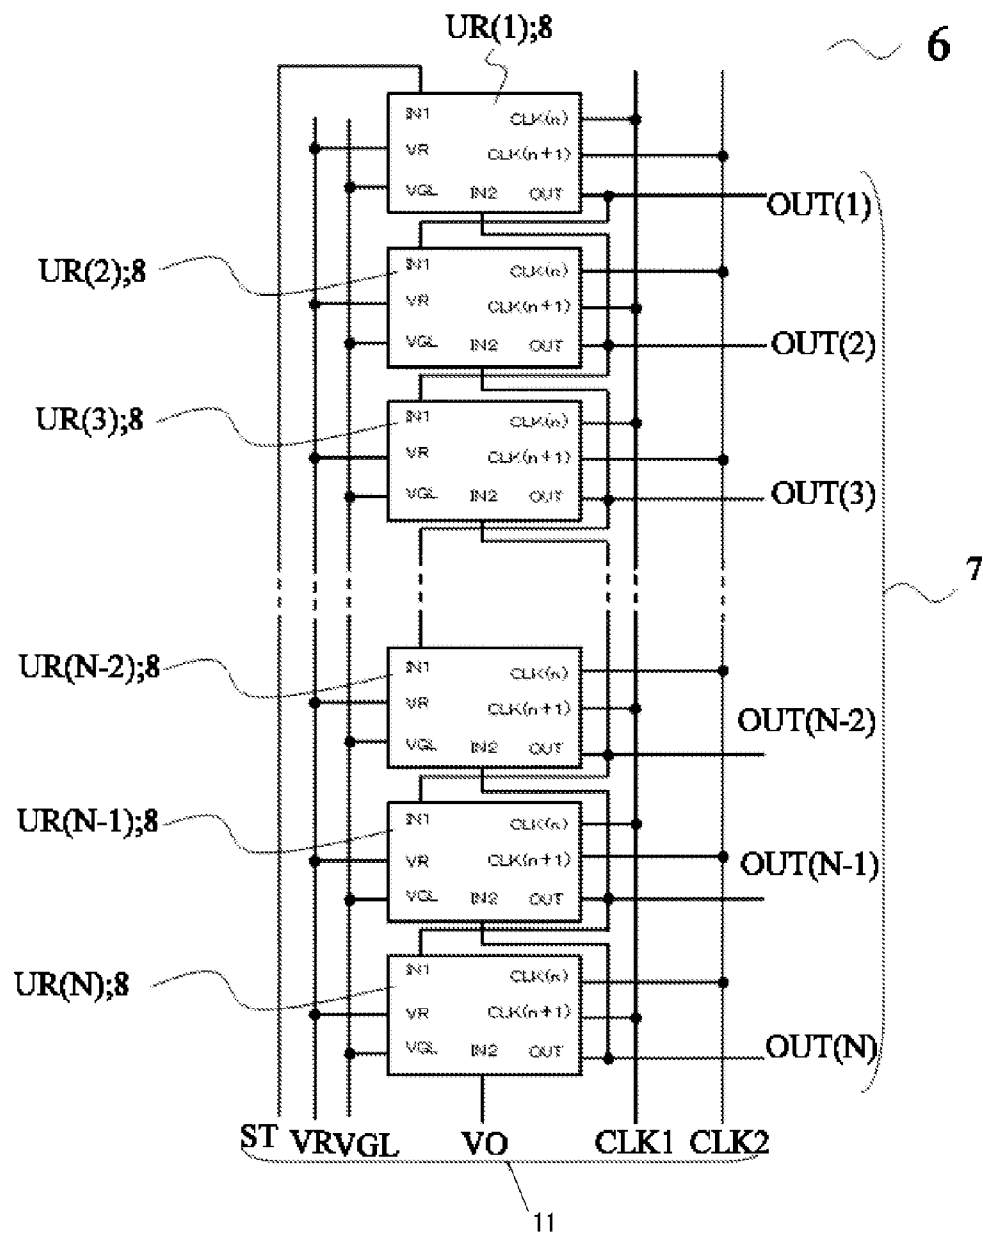 UR(1);8
6
IN1 CLK(n)
VR CLK(n+1)
VGL IN2 OUT
OUT(1)
UR(2);8
IN1 CLK(n)
VR CLK(n+1)
VGL IN2 OUT
OUT(2)
UR(3);8
IN1 CLK(n)
VR CLK(n+1)
VGL IN2 OUT
OUT(3)
7
UR(N-2);8
IN1 CLK(n)
VR CLK(n+1)
VGL IN2 OUT
OUT(N-2)
UR(N-1);8
IN1 CLK(n)
VR CLK(n+1)
VGL IN2 OUT
OUT(N-1)
UR(N);8
IN1 CLK(n)
VR CLK(n+1)
VGL IN2 OUT
OUT(N)
ST VR VGL VO CLK1 CLK2
11